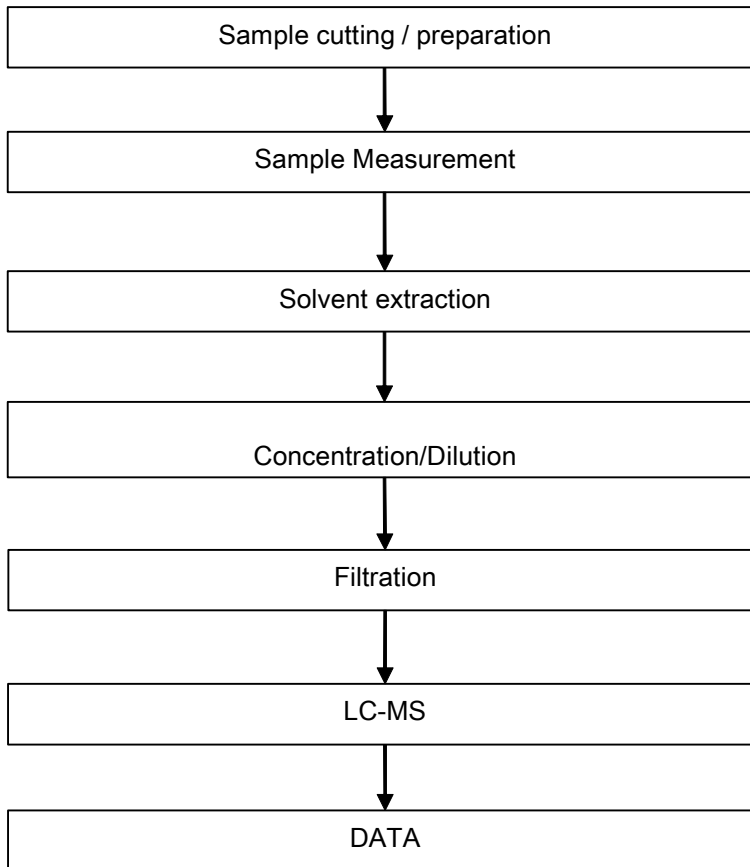 Sample cutting / preparation
Sample Measurement
Solvent extraction
Concentration/Dilution
Filtration
LC-MS
DATA